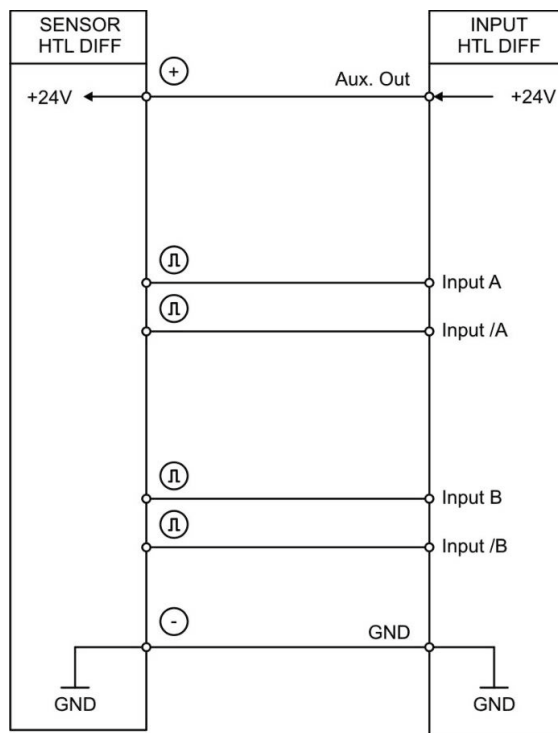 SENSOR
HTL DIFF
INPUT
HTL DIFF
+
Aux. Out
+24V
+24V
Input A
Input /A
Input B
Input /B
-
GND
GND
GND